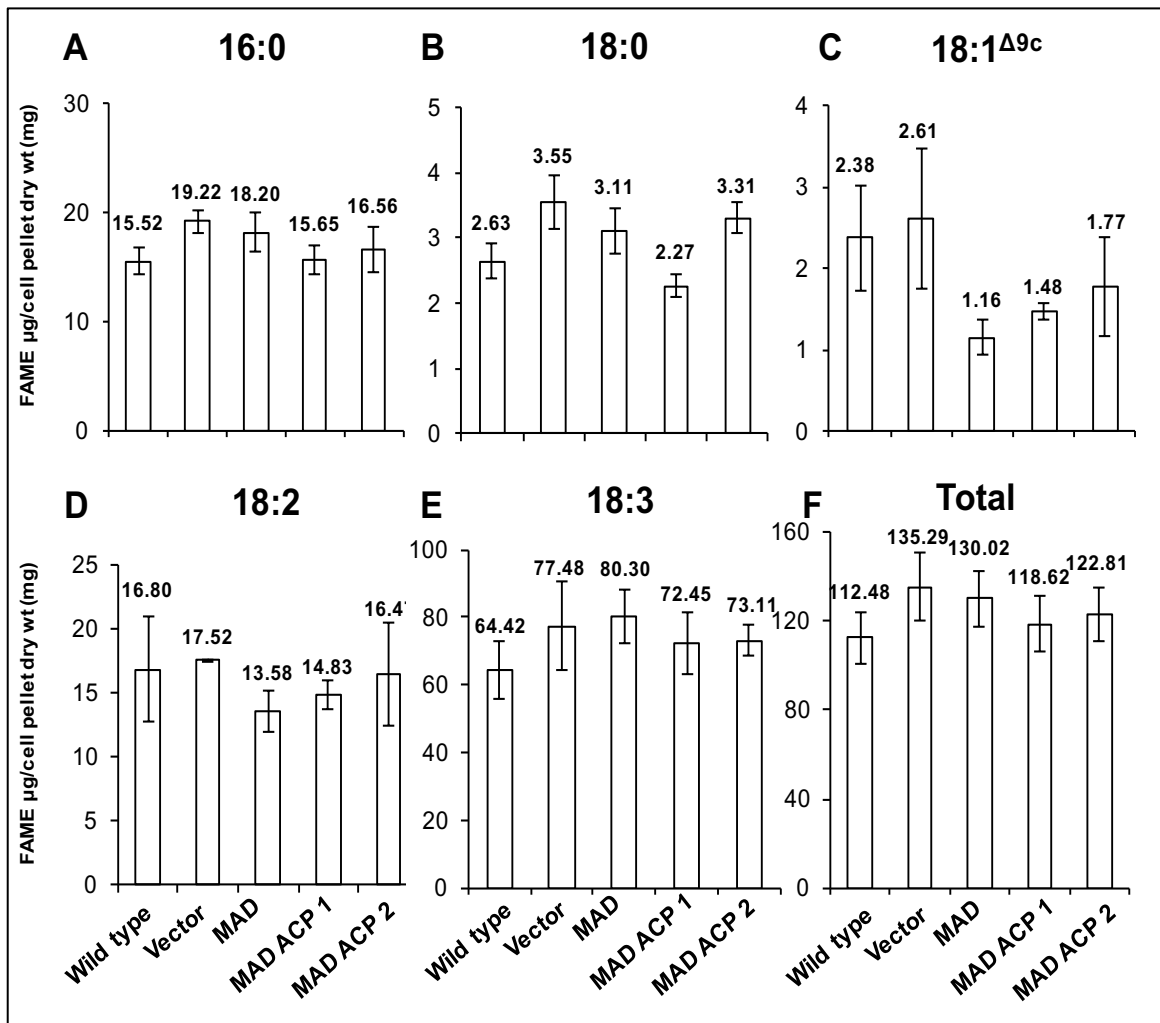 A 16:0
B 18:0
C 18:1Δ9c
FAME µg/cell pellet dry wt (mg)
30
20
10
0
15.52
19.22
18.20
15.65
16.56
5
4
3
2
1
0
2.63
3.55
3.11
2.27
3.31
4
3
2
1
0
2.38
2.61
1.16
1.48
1.77
D 18:2
E 18:3
F Total
FAME µg/cell pellet dry wt (mg)
25
20
15
10
5
0
16.80
17.52
13.58
14.83
100
80
60
40
20
0
64.42
77.48
80.30
72.45
73.11
160
120
80
40
0
112.48
135.29
130.02
118.62
122.81
Wild type
Vector
MAD
MAD ACP 1
MAD ACP 2
Wild type
Vector
MAD
MAD ACP 1
MAD ACP 2
Wild type
Vector
MAD
MAD ACP 1
MAD ACP 2